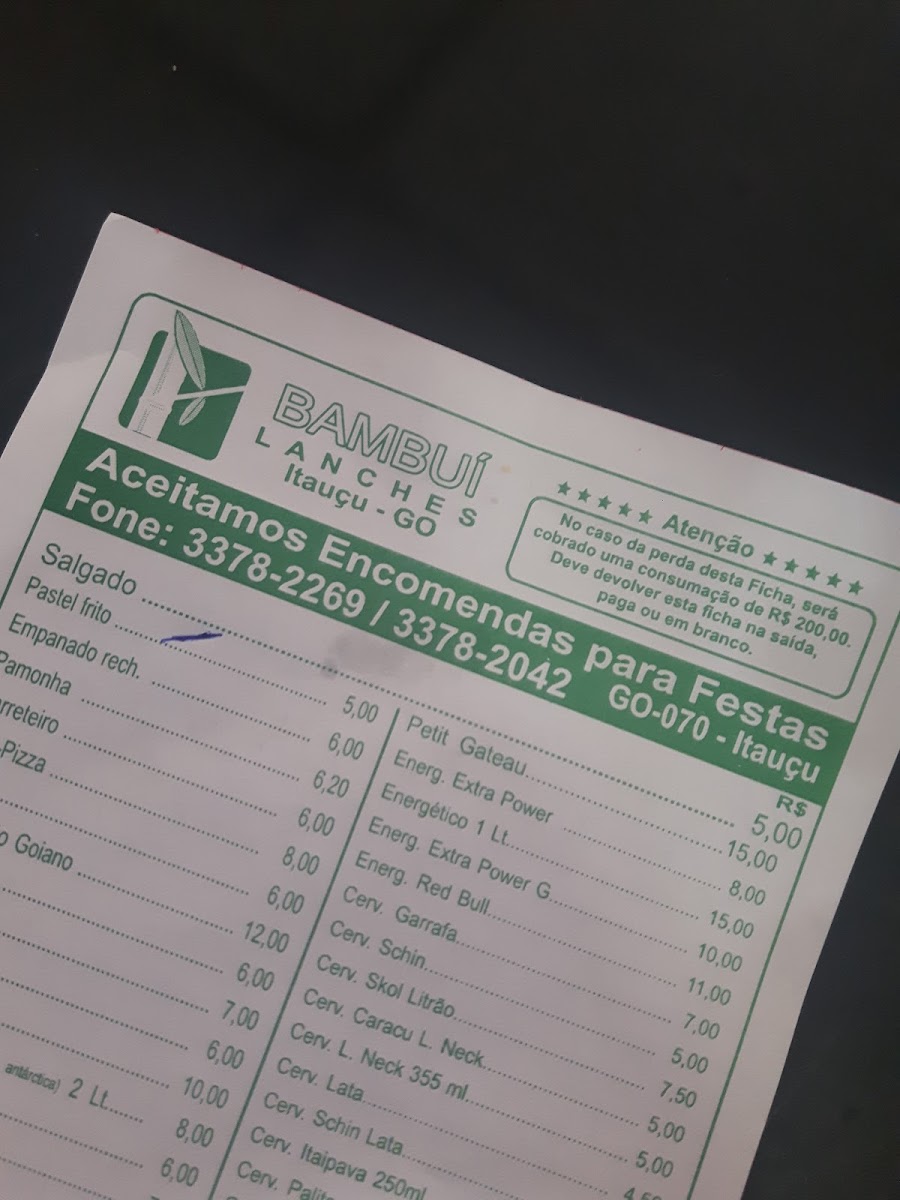 BAMBUÍ
LANCHES
Itauçu - GO
★★★★★ Atenção ★★★★★
No caso da perda desta Ficha, será
cobrado uma consumação de R$ 200,00.
Deve devolver esta ficha na saída,
paga ou em branco.
Aceitamos Encomendas para Festas
Fone: 3378-2269 / 3378-2042 GO-070 - Itauçu
R$
Salgado ........ 5,00
Pastel frito ........ 5,00
Empanado rech. ........ 6,00
Pamonha ........ 6,20
rreteiro ........ 6,00
-Pizza ........ 8,00
6,00
o Goiano ........ 12,00
6,00
7,00
6,00
10,00
antárctica) 2 Lt........ 8,00
6,00
Petit Gateau........ 15,00
Energ. Extra Power ........ 8,00
Energético 1 Lt........ 15,00
Energ. Extra Power G........ 10,00
Energ. Red Bull........ 11,00
Cerv. Garrafa........ 7,00
Cerv. Schin........ 5,00
Cerv. Skol Litrão........ 7,50
Cerv. Caracu L. Neck........ 5,00
Cerv. L. Neck 355 ml........ 5,00
Cerv. Lata........
Cerv. Schin Lata........
Cerv. Itaipava 250ml
Cerv.